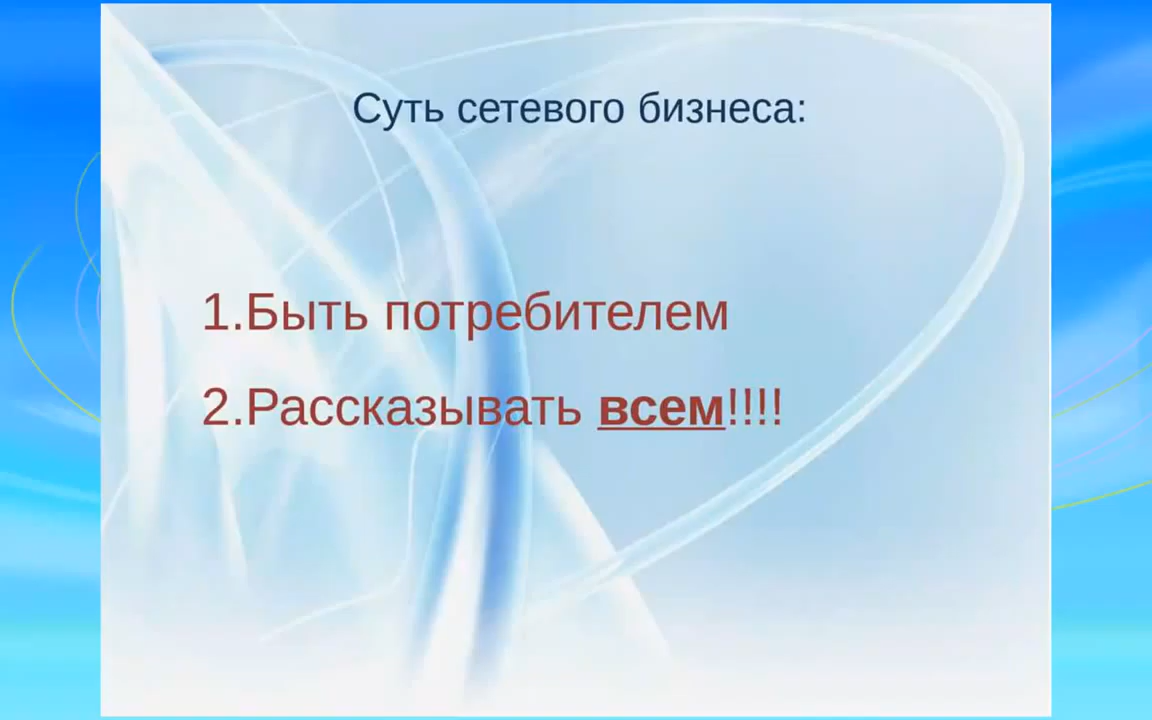 Суть сетевого бизнеса:
1.Быть потребителем
2.Рассказывать всем!!!!